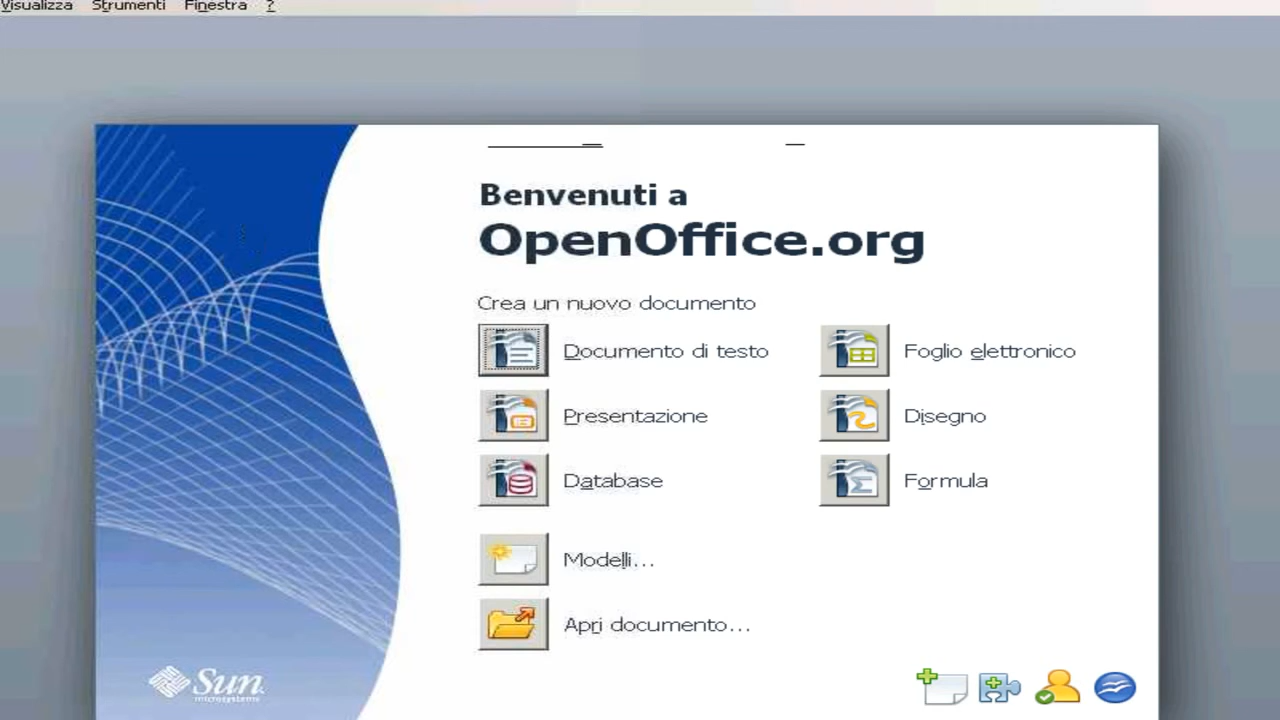 Visualizza Strumenti Finestra ?
Benvenuti a
OpenOffice.org
Crea un nuovo documento
Documento di testo
Foglio elettronico
Presentazione
Disegno
Database
Formula
Modelli...
Apri documento...
Sun
microsystems